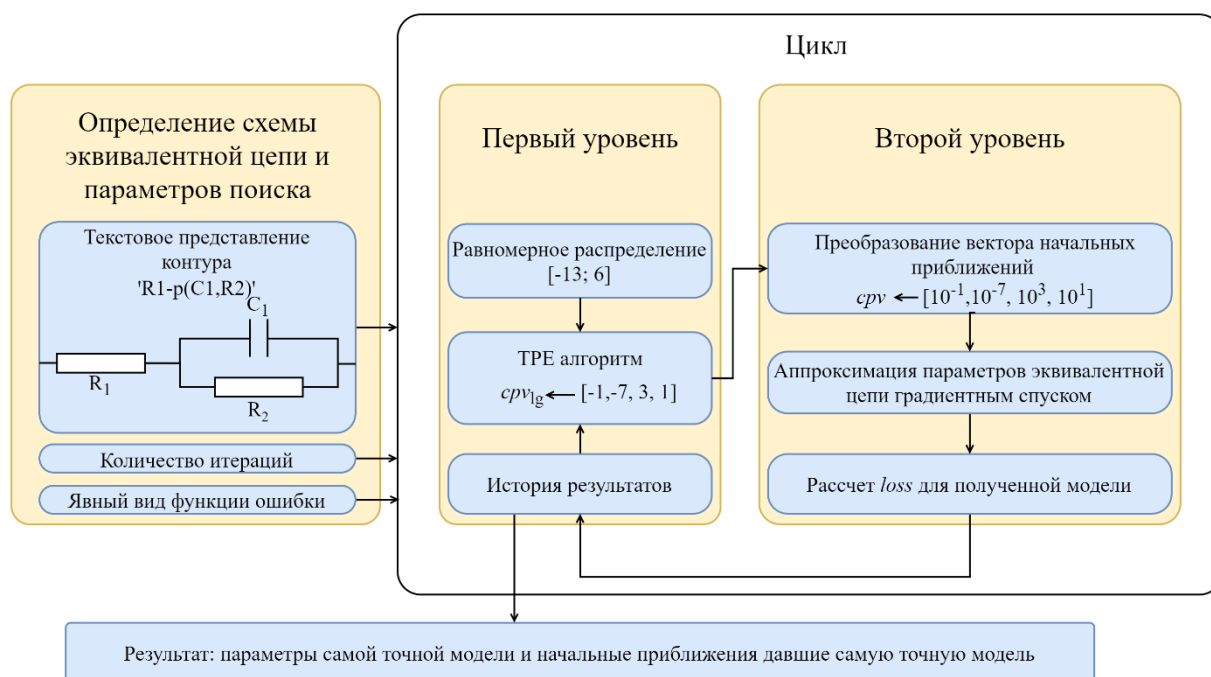 Цикл
Определение схемы
эквивалентной цепи и
параметров поиска
Текстовое представление
контура
'R1-p(C1,R2)'
C₁
R₁
R₂
Количество итераций
Явный вид функции ошибки
Первый уровень
Равномерное распределение
[-13; 6]
TPE алгоритм
cpv_lg ← [-1,-7, 3, 1]
История результатов
Второй уровень
Преобразование вектора начальных
приближений
cpv ← [10⁻¹,10⁻⁷, 10³, 10¹]
Аппроксимация параметров эквивалентной
цепи градиентным спуском
Рассчет loss для полученной модели
Результат: параметры самой точной модели и начальные приближения давшие самую точную модель